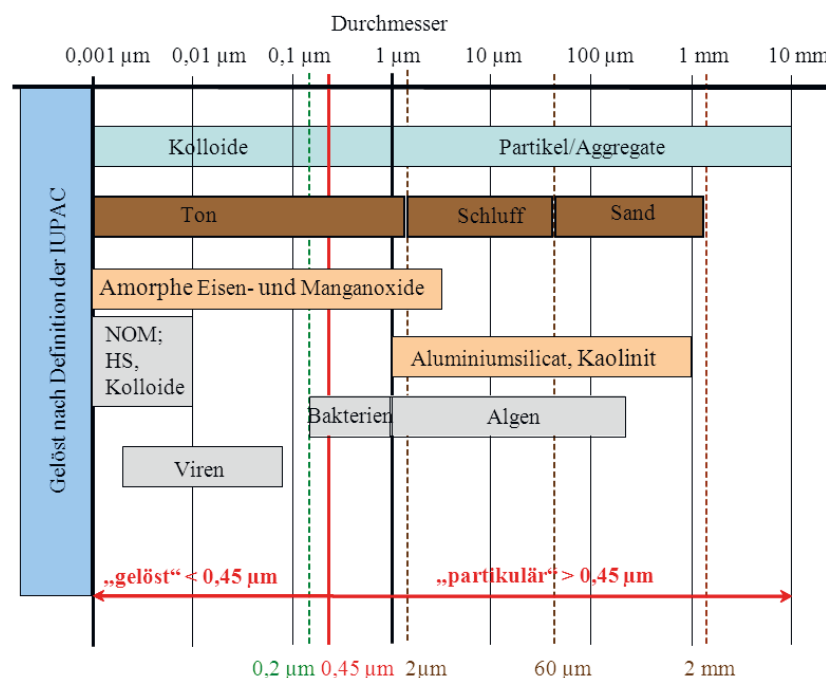 Durchmesser
0,001 µm 0,01 µm 0,1 µm 1 µm 10 µm 100 µm 1 mm 10 mm
Gelöst nach Definition der IUPAC
Kolloide Partikel/Aggregate
Ton Schluff Sand
Amorphe Eisen- und Manganoxide
NOM;
HS,
Kolloide
Aluminiumsilicat, Kaolinit
Bakterien Algen
Viren
„gelöst“ < 0,45 µm „partikulär“ > 0,45 µm
0,2 µm 0,45 µm 2µm 60 µm 2 mm